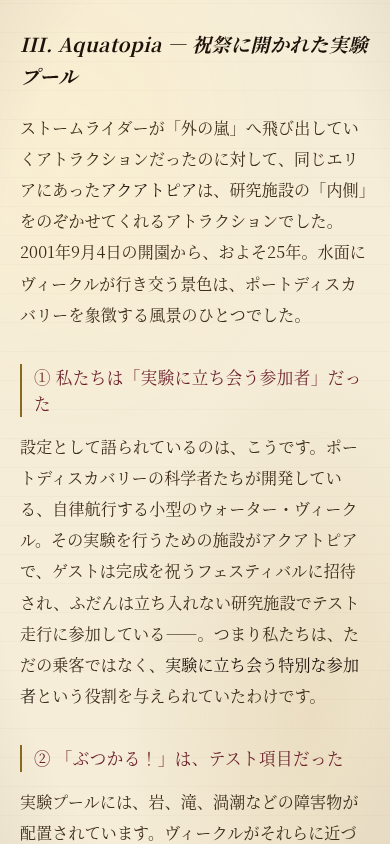 III. Aquatopia — 祝祭に開かれた実験
プール
ストームライダーが「外の嵐」へ飛び出してい
くアトラクションだったのに対して、同じエリ
アにあったアクアトピアは、研究施設の「内側」
をのぞかせてくれるアトラクションでした。
2001年9月4日の開園から、およそ25年。水面に
ヴィークルが行き交う景色は、ポートディスカ
バリーを象徴する風景のひとつでした。
① 私たちは「実験に立ち会う参加者」だっ
た
設定として語られているのは、こうです。ポー
トディスカバリーの科学者たちが開発してい
る、自律航行する小型のウォーター・ヴィーク
ル。その実験を行うための施設がアクアトピア
で、ゲストは完成を祝うフェスティバルに招待
され、ふだんは立ち入れない研究施設でテスト
走行に参加している——。つまり私たちは、た
だの乗客ではなく、実験に立ち会う特別な参加
者という役割を与えられていたわけです。
② 「ぶつかる！」は、テスト項目だった
実験プールには、岩、滝、渦潮などの障害物が
配置されています。ヴィークルがそれらに近づ